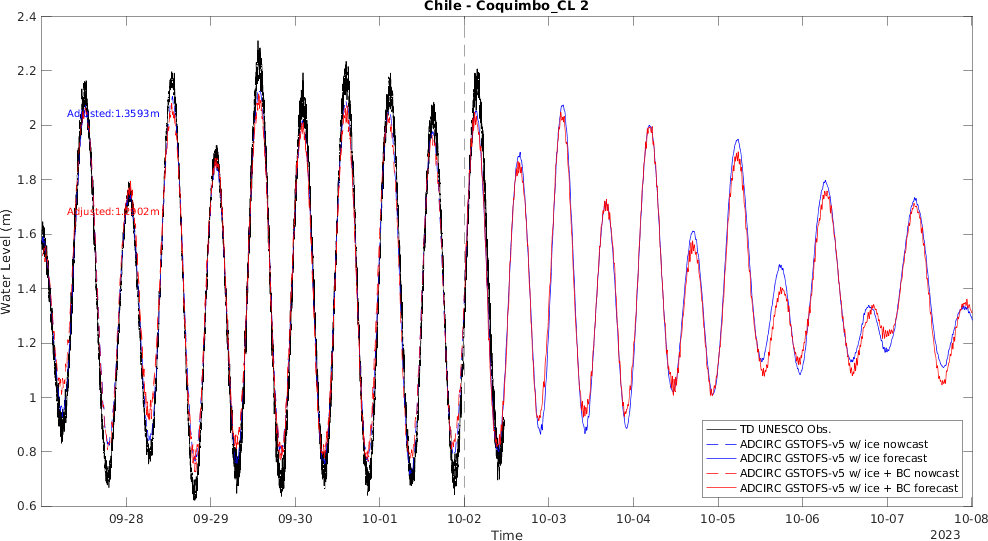 Chile - Coquimbo_CL 2
2.4
2.2
2
1.8
1.6
1.4
1.2
1
0.8
0.6
Water Level (m)
Adjusted:1.3593m
TD UNESCO Obs.
ADCIRC GSTOFS-v5 w/ ice nowcast
ADCIRC GSTOFS-v5 w/ ice forecast
ADCIRC GSTOFS-v5 w/ ice + BC nowcast
ADCIRC GSTOFS-v5 w/ ice + BC forecast
09-28 09-29 09-30 10-01 10-02 10-03 10-04 10-05 10-06 10-07 10-08
Time
2023